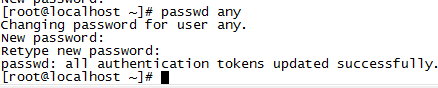 New password:
[root@localhost ~]# passwd any
Changing password for user any.
New password:
Retype new password:
passwd: all authentication tokens updated successfully.
[root@localhost ~]#